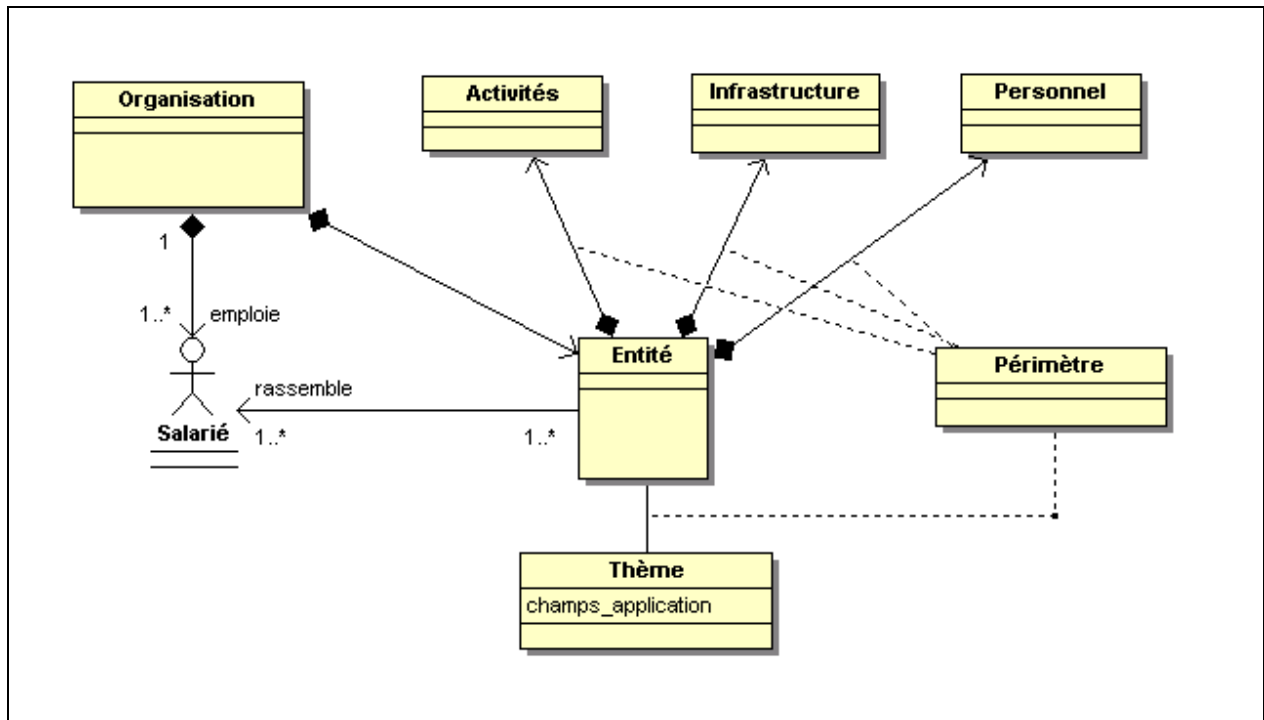 Organisation
Activités
Infrastructure
Personnel
1
1..*
emploie
Entité
Périmètre
rassemble
Salarié
1..*
1..*
Thème
champs_application